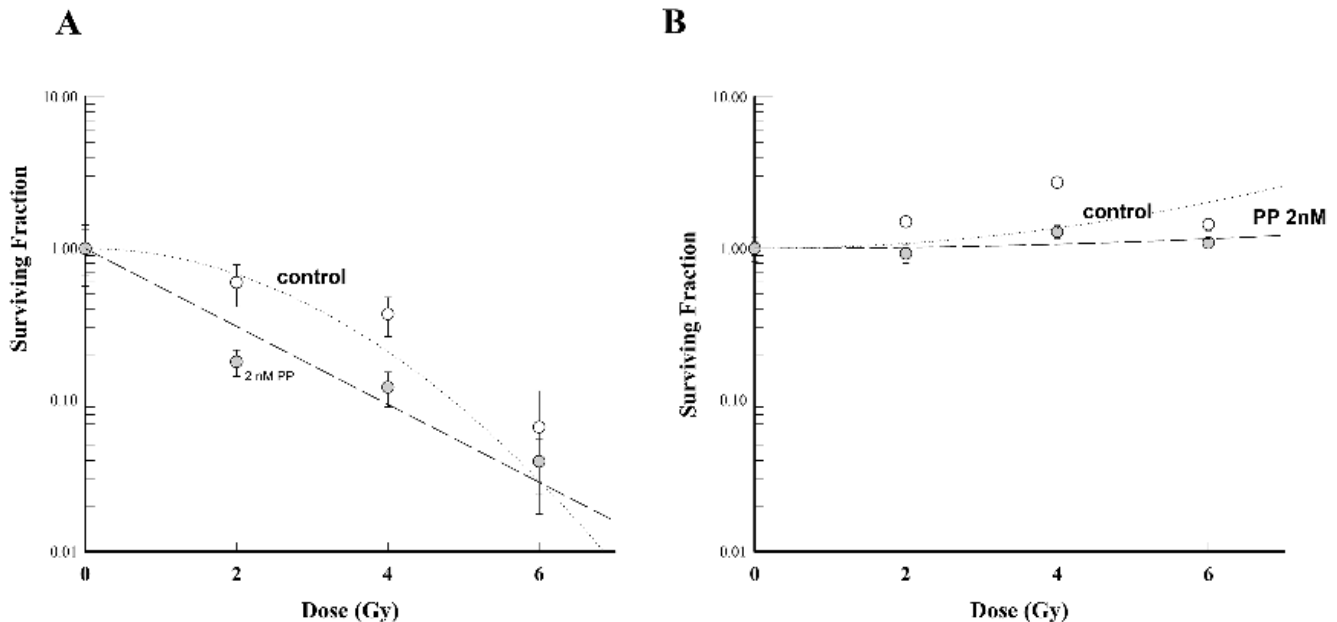 A
10.00
1.00
0.10
0.01
Surviving Fraction
control
2 nM PP
0
2
4
6
Dose (Gy)
B
10.00
1.00
0.10
0.01
Surviving Fraction
control
PP 2nM
0
2
4
6
Dose (Gy)